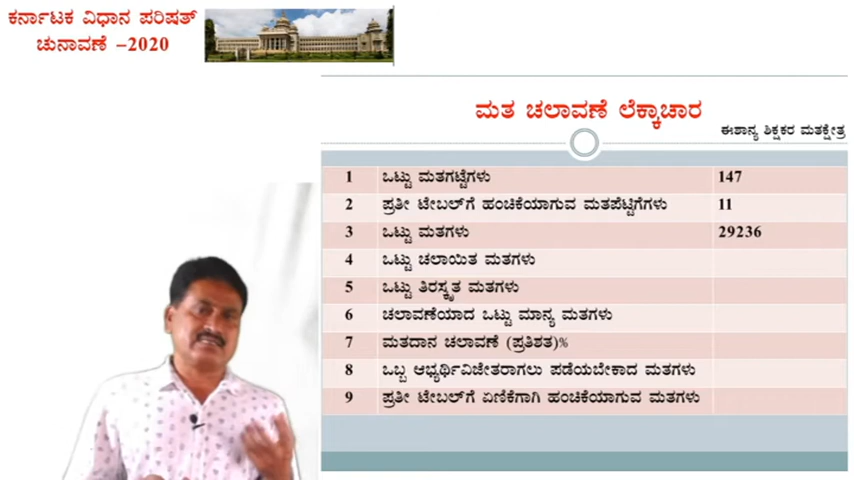 ಕರ್ನಾಟಕ ವಿಧಾನ ಪರಿಷತ್
ಚುನಾವಣೆ –2020
ಮತ ಚಲಾವಣೆ ಲೆಕ್ಕಾಚಾರ
ಈಶಾನ್ಯ ಶಿಕ್ಷಕರ ಮತಕ್ಷೇತ್ರ
1 ಒಟ್ಟು ಮತಗಟ್ಟೆಗಳು 147
2 ಪ್ರತೀ ಟೇಬಲ್‌ಗೆ ಹಂಚಿಕೆಯಾಗುವ ಮತಪೆಟ್ಟಿಗೆಗಳು 11
3 ಒಟ್ಟು ಮತಗಳು 29236
4 ಒಟ್ಟು ಚಲಾಯಿತ ಮತಗಳು
5 ಒಟ್ಟು ತಿರಸ್ಕೃತ ಮತಗಳು
6 ಚಲಾವಣೆಯಾದ ಒಟ್ಟು ಮಾನ್ಯ ಮತಗಳು
7 ಮತದಾನ ಚಲಾವಣೆ (ಪ್ರತಿಶತ)%
8 ಒಬ್ಬ ಆಭ್ಯರ್ಥಿವಿಜೇತರಾಗಲು ಪಡೆಯಬೇಕಾದ ಮತಗಳು
9 ಪ್ರತೀ ಟೇಬಲ್‌ಗೆ ಏಣಿಕೆಗಾಗಿ ಹಂಚಿಕೆಯಾಗುವ ಮತಗಳು